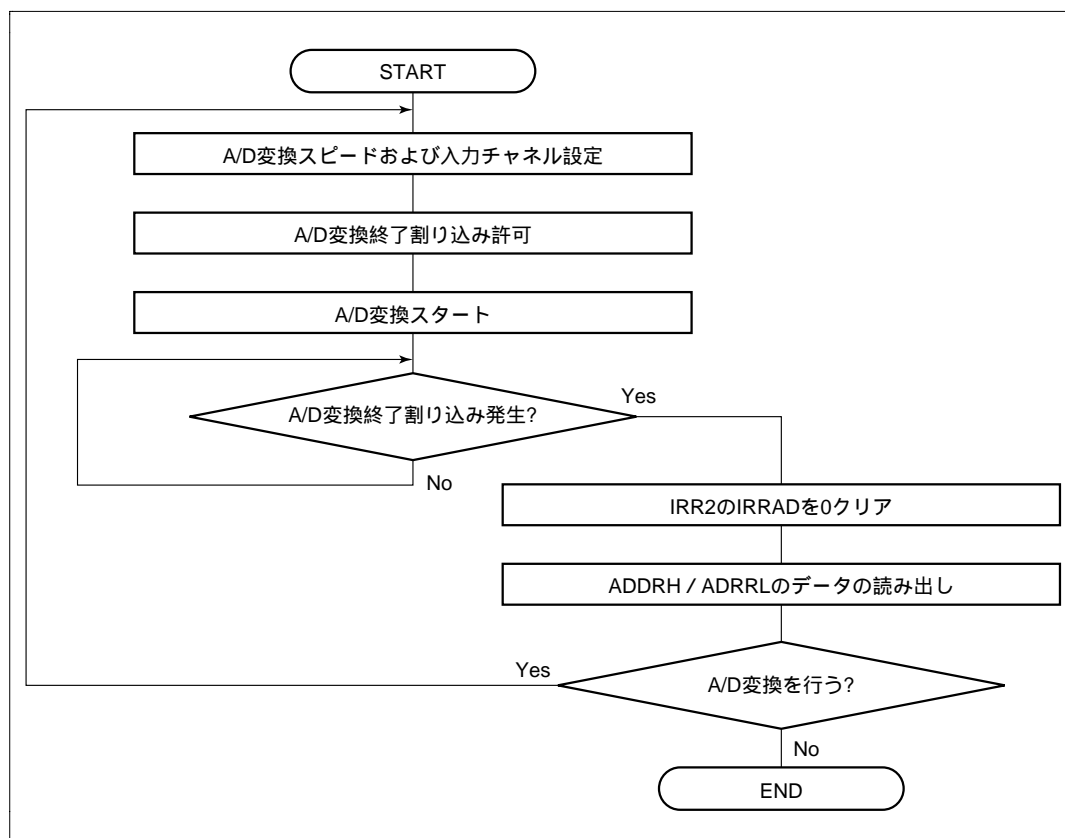 START
A/D変換スピードおよび入力チャネル設定
A/D変換終了割り込み許可
A/D変換スタート
A/D変換終了割り込み発生?
Yes
No
IRR2のIRRADを0クリア
ADDRH / ADRRLのデータの読み出し
A/D変換を行う?
Yes
No
END